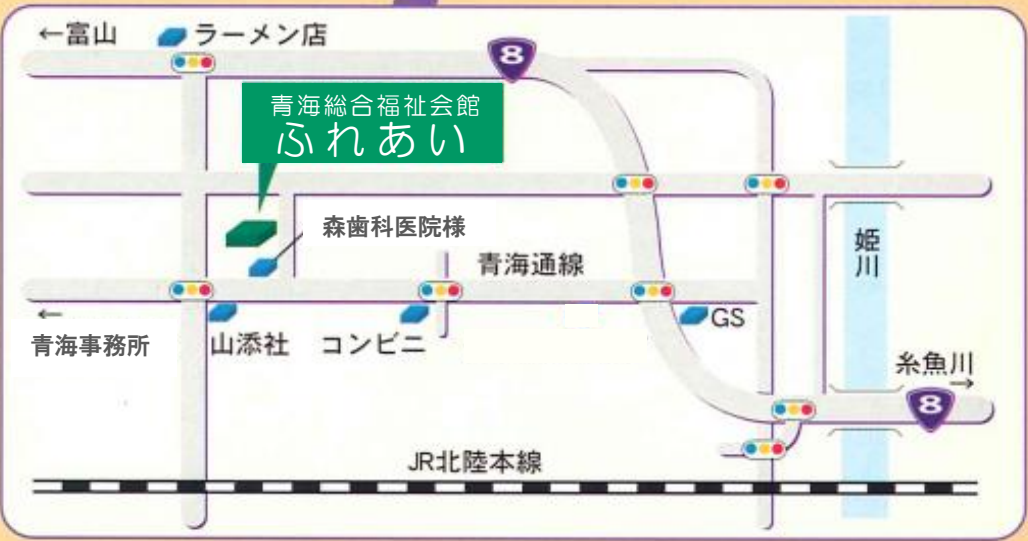 ←富山
ラーメン店
8
青海総合福祉会館
ふれあい
森歯科医院様
青海通線
姫川
←
青海事務所
山添社
コンビニ
GS
糸魚川
→
8
JR北陸本線